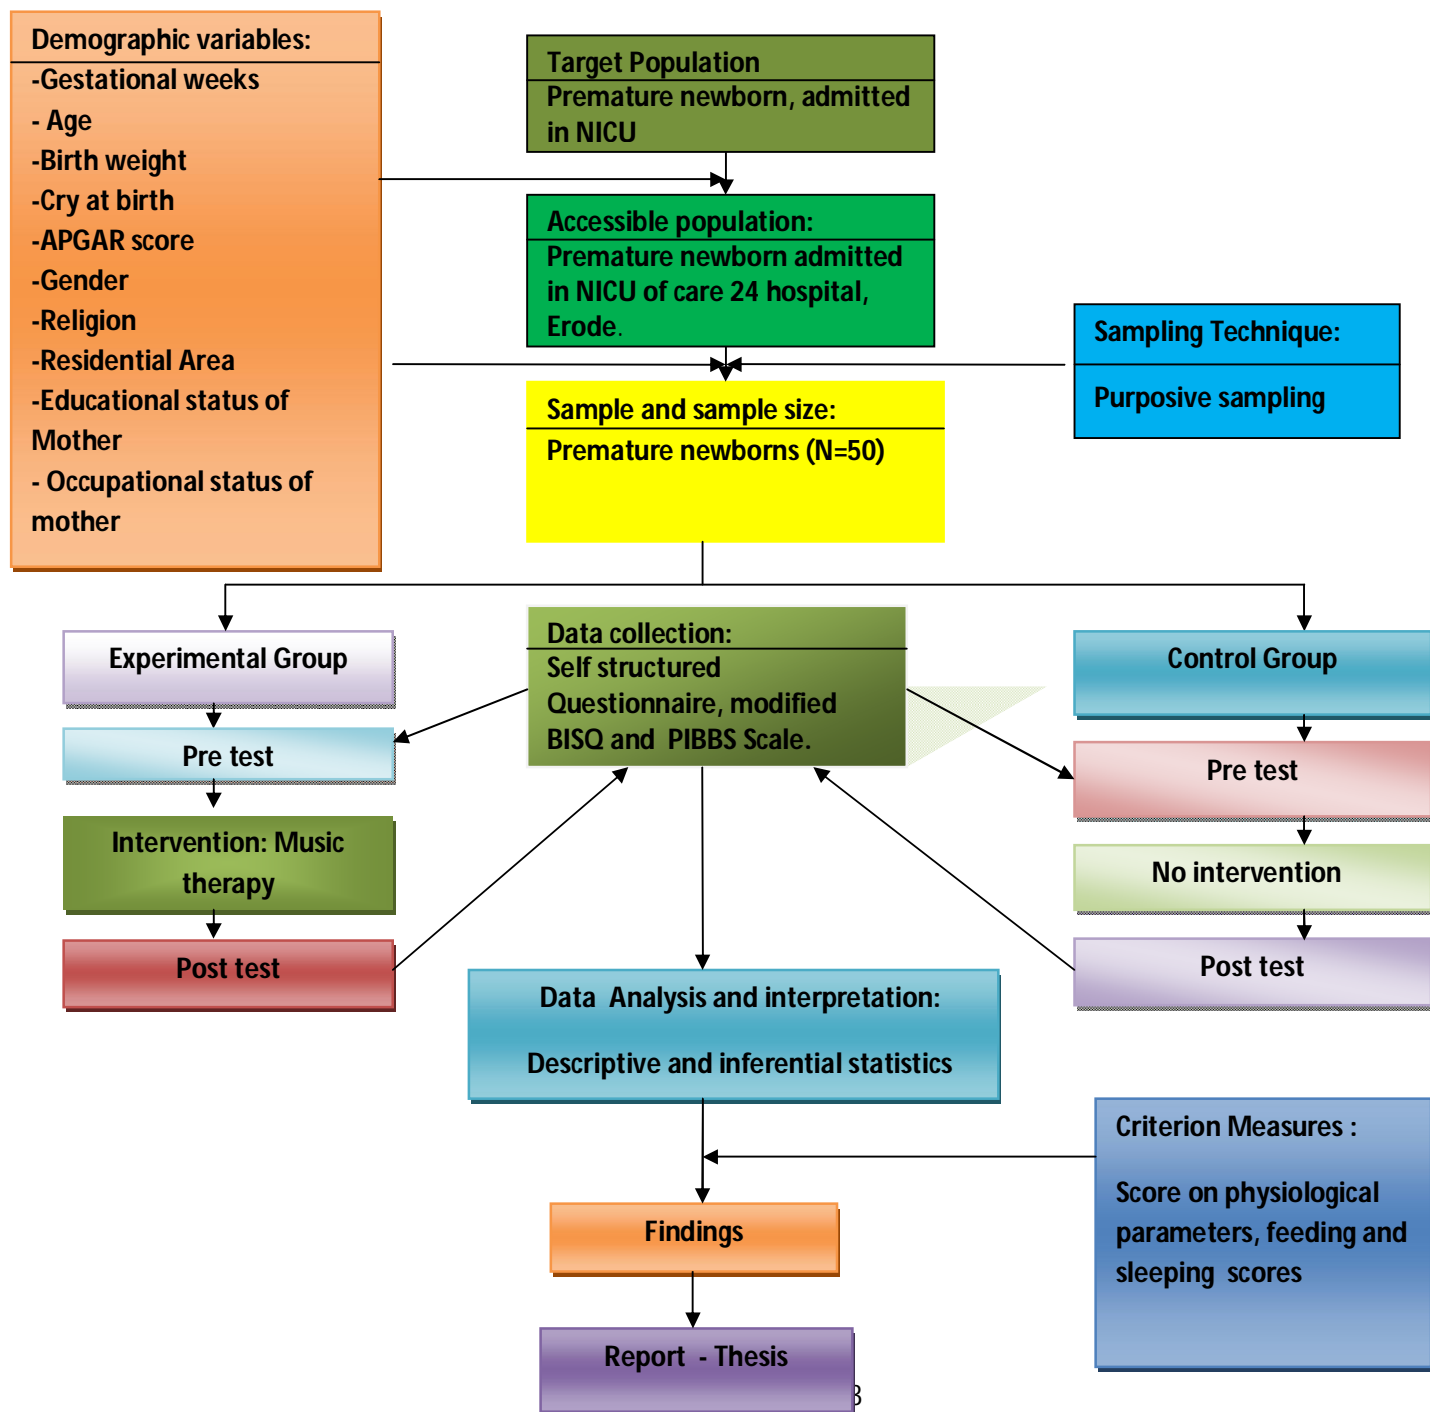 Demographic variables:
-Gestational weeks
- Age
-Birth weight
-Cry at birth
-APGAR score
-Gender
-Religion
-Residential Area
-Educational status of
Mother
- Occupational status of
mother
Target Population
Premature newborn, admitted
in NICU
Accessible population:
Premature newborn admitted
in NICU of care 24 hospital,
Erode.
Sampling Technique:
Purposive sampling
Sample and sample size:
Premature newborns (N=50)
Experimental Group
Pre test
Intervention: Music
therapy
Post test
Data collection:
Self structured
Questionnaire, modified
BISQ and PIBBS Scale.
Control Group
Pre test
No intervention
Post test
Data Analysis and interpretation:
Descriptive and inferential statistics
Criterion Measures :
Score on physiological
parameters, feeding and
sleeping scores
Findings
Report - Thesis